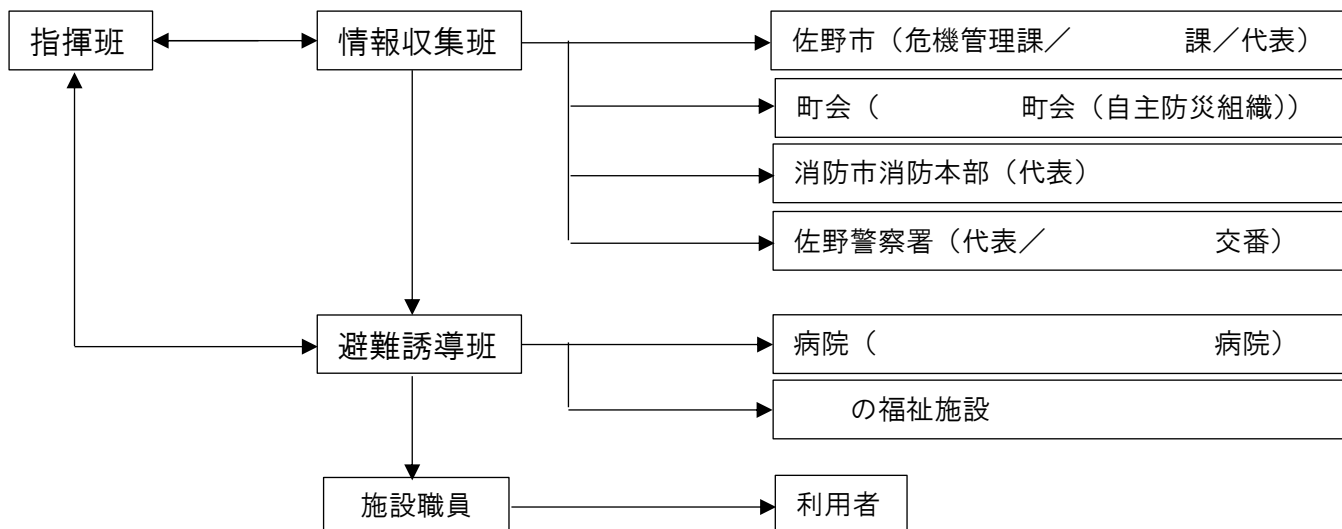 指揮班
情報収集班
佐野市（危機管理課／　　　　課／代表）
町会（　　　　　町会（自主防災組織））
消防市消防本部（代表）
佐野警察署（代表／　　　　　　交番）
避難誘導班
病院（　　　　　　　　　　　　病院）
　　の福祉施設
施設職員
利用者